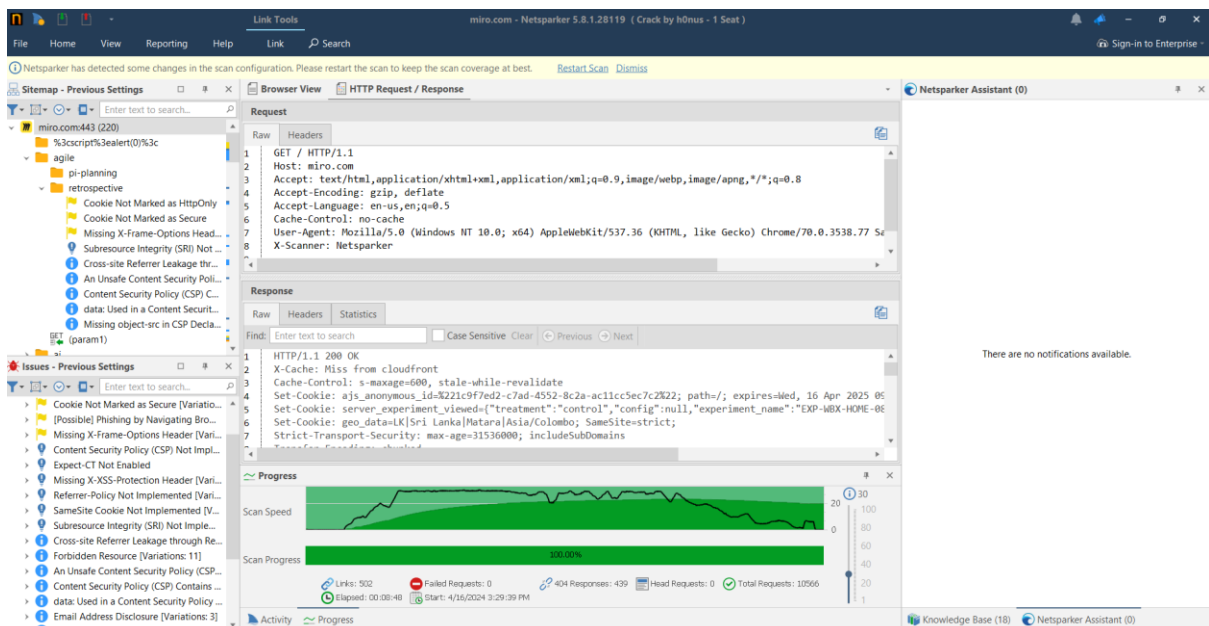 Link Tools
miro.com - Netsparker 5.8.1.28119 ( Crack by h0nus - 1 Seat )
File Home View Reporting Help Link Search
Sign-in to Enterprise
Netsparker has detected some changes in the scan configuration. Please restart the scan to keep the scan coverage at best. Restart Scan Dismiss
Sitemap - Previous Settings
Enter text to search...
miro.com:443 (220)
%3cscript%3ealert(0)%3c
agile
pi-planning
retrospective
Cookie Not Marked as HttpOnly
Cookie Not Marked as Secure
Missing X-Frame-Options Head...
Subresource Integrity (SRI) Not ...
Cross-site Referrer Leakage thr...
An Unsafe Content Security Poli...
Content Security Policy (CSP) C...
data: Used in a Content Securit...
Missing object-src in CSP Decla...
GET (param1)
ai
Issues - Previous Settings
Enter text to search...
Cookie Not Marked as Secure [Variatio...
[Possible] Phishing by Navigating Bro...
Missing X-Frame-Options Header [Vari...
Content Security Policy (CSP) Not Impl...
Expect-CT Not Enabled
Missing X-XSS-Protection Header [Vari...
Referrer-Policy Not Implemented [Vari...
SameSite Cookie Not Implemented [V...
Subresource Integrity (SRI) Not Imple...
Cross-site Referrer Leakage through Re...
Forbidden Resource [Variations: 11]
An Unsafe Content Security Policy (CSP...
Content Security Policy (CSP) Contains ...
data: Used in a Content Security Policy ...
Email Address Disclosure [Variations: 3]
Browser View HTTP Request / Response
Request
Raw Headers
1 GET / HTTP/1.1
2 Host: miro.com
3 Accept: text/html,application/xhtml+xml,application/xml;q=0.9,image/webp,image/apng,*/*;q=0.8
4 Accept-Encoding: gzip, deflate
5 Accept-Language: en-us,en;q=0.5
6 Cache-Control: no-cache
7 User-Agent: Mozilla/5.0 (Windows NT 10.0; x64) AppleWebKit/537.36 (KHTML, like Gecko) Chrome/70.0.3538.77 Sa
8 X-Scanner: Netsparker
Response
Raw Headers Statistics
Find: Enter text to search Case Sensitive Clear Previous Next
1 HTTP/1.1 200 OK
2 X-Cache: Miss from cloudfront
3 Cache-Control: s-maxage=600, stale-while-revalidate
4 Set-Cookie: ajs_anonymous_id=%221c9f7ed2-c7ad-4552-8c2a-ac11cc5ec7c2%22; path=/; expires=Wed, 16 Apr 2025 09
5 Set-Cookie: server_experiment_viewed={"treatment":"control","config":null,"experiment_name":"EXP-WBX-HOME-08
6 Set-Cookie: geo_data=LK|Sri Lanka|Matara|Asia/Colombo; SameSite=strict;
7 Strict-Transport-Security: max-age=31536000; includeSubDomains
Progress
Scan Speed
20
0
30
100
80
60
40
20
1
Scan Progress
100.00%
Links: 502 Failed Requests: 0 404 Responses: 439 Head Requests: 0 Total Requests: 10566
Elapsed: 00:08:48 Start: 4/16/2024 3:29:39 PM
Activity Progress
Netsparker Assistant (0)
There are no notifications available.
Knowledge Base (18) Netsparker Assistant (0)